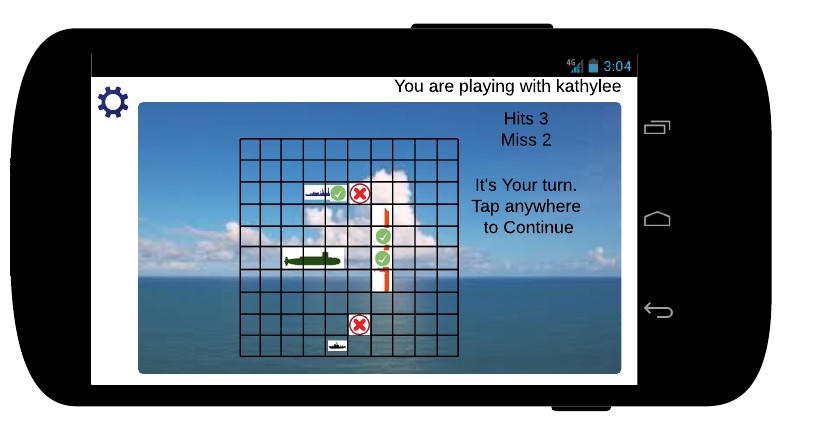 4G 3:04
You are playing with kathylee
Hits 3
Miss 2
It's Your turn.
Tap anywhere
to Continue